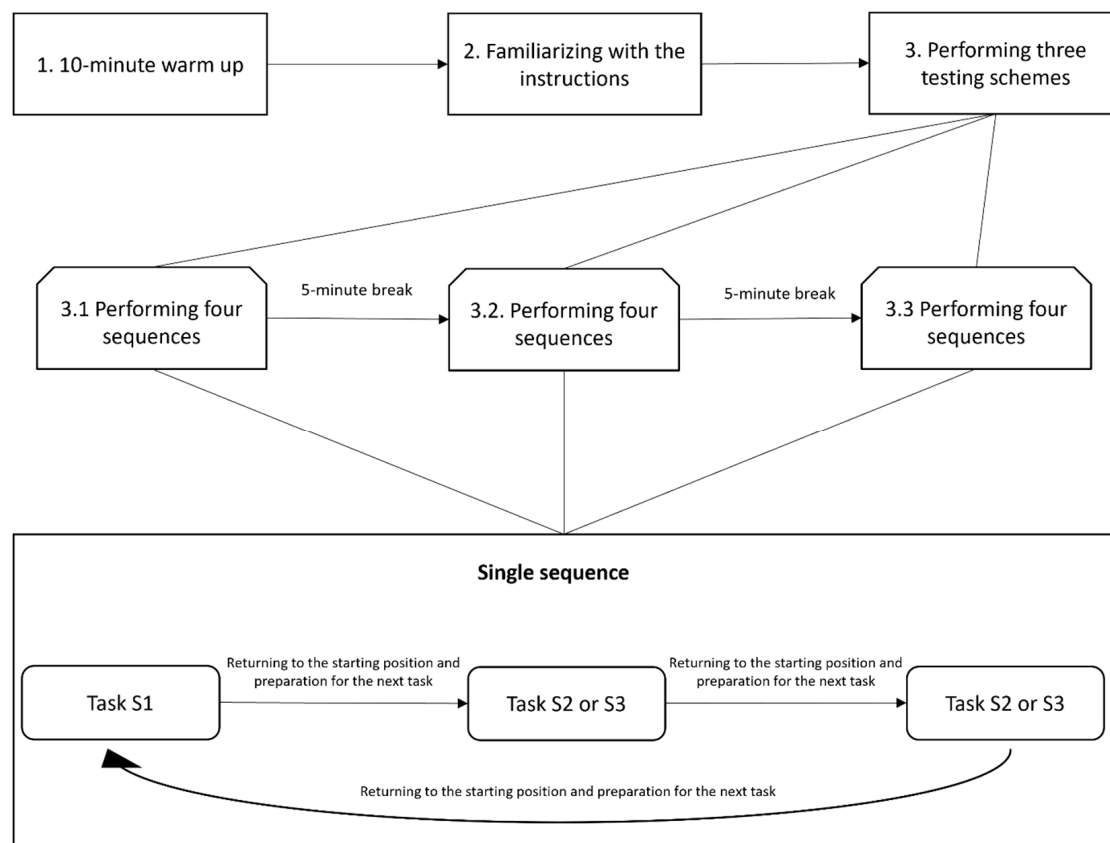 1. 10-minute warm up
2. Familiarizing with the
instructions
3. Performing three
testing schemes
3.1 Performing four
sequences
5-minute break
3.2. Performing four
sequences
5-minute break
3.3 Performing four
sequences
Single sequence
Task S1
Returning to the starting position and
preparation for the next task
Task S2 or S3
Returning to the starting position and
preparation for the next task
Task S2 or S3
Returning to the starting position and preparation for the next task